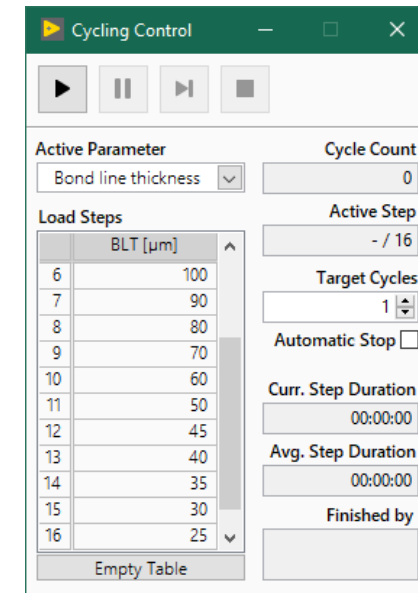 Cycling Control
Active Parameter
Bond line thickness
Load Steps
BLT [µm]
6 100
7 90
8 80
9 70
10 60
11 50
12 45
13 40
14 35
15 30
16 25
Empty Table
Cycle Count
0
Active Step
- / 16
Target Cycles
1
Automatic Stop
Curr. Step Duration
00:00:00
Avg. Step Duration
00:00:00
Finished by